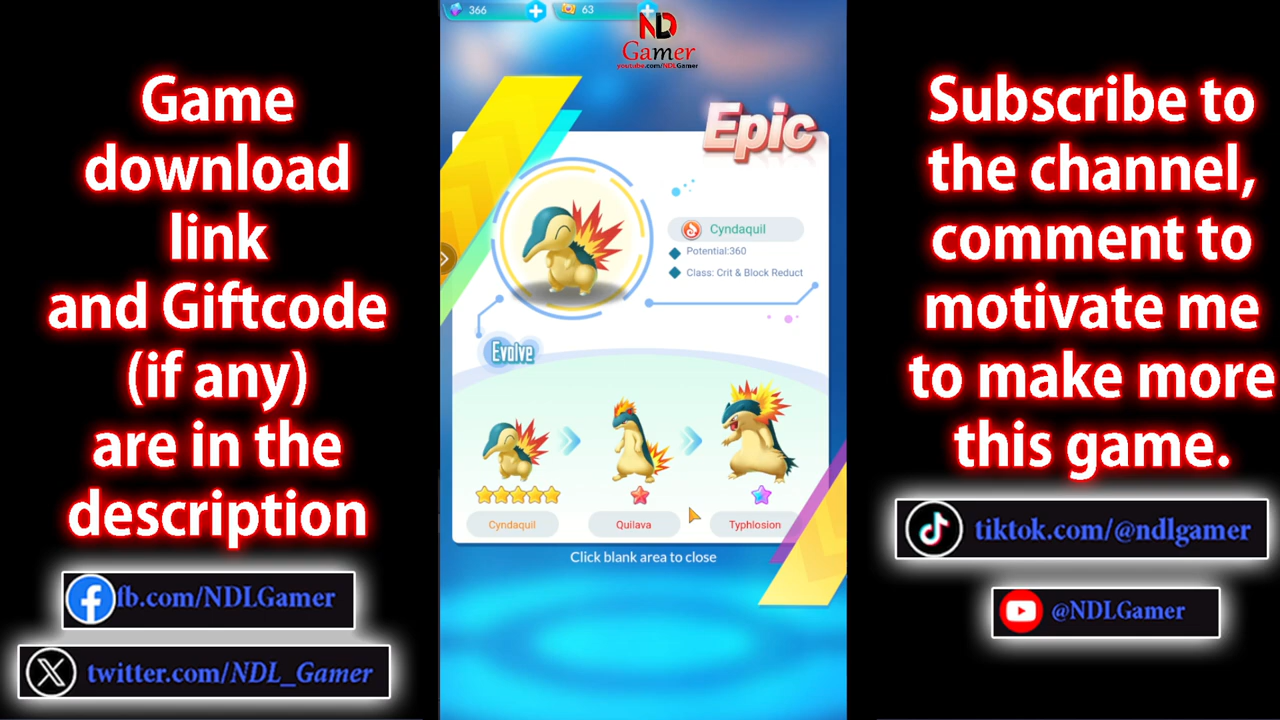 366
63
ND
Gamer
youtube.com/NDLGamer
Game
download
link
and Giftcode
(if any)
are in the
description
fb.com/NDLGamer
twitter.com/NDL_Gamer
Epic
Cyndaquil
Potential:360
Class: Crit & Block Reduct
Evolve
Cyndaquil
Quilava
Typhlosion
Click blank area to close
Subscribe to
the channel,
comment to
motivate me
to make more
this game.
tiktok.com/@ndlgamer
@NDLGamer